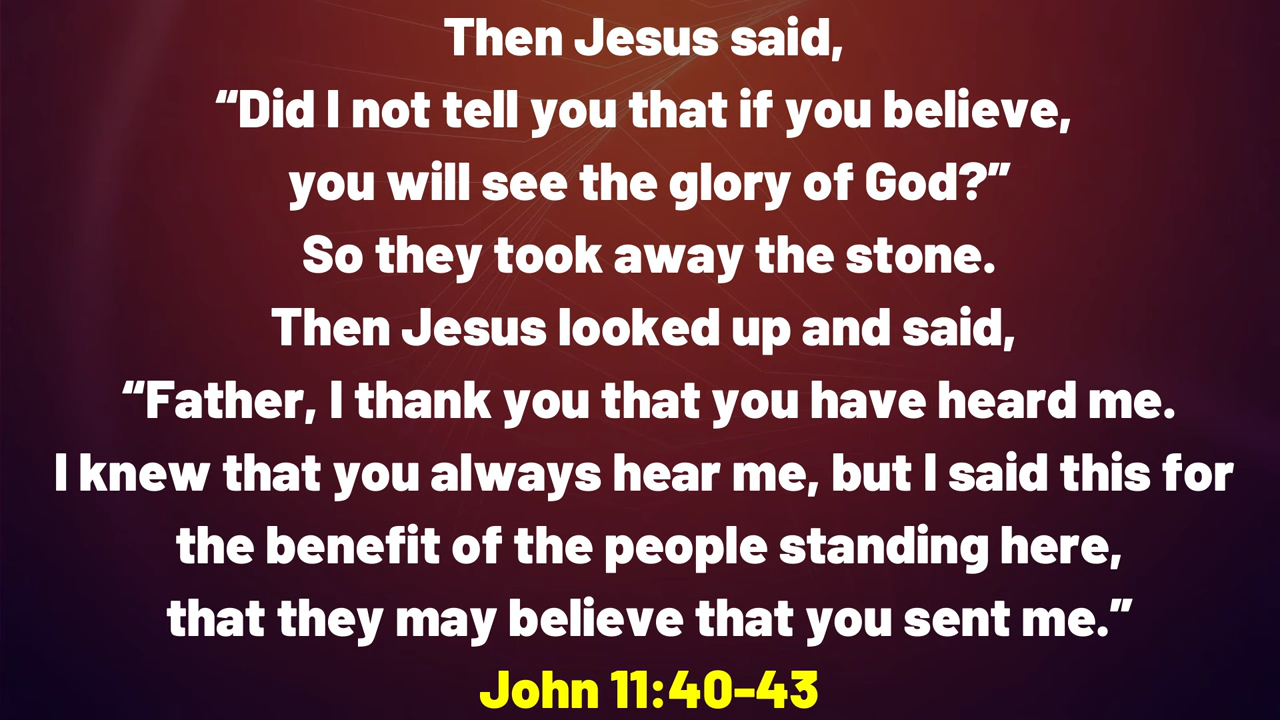 Then Jesus said,
“Did I not tell you that if you believe,
you will see the glory of God?”
So they took away the stone.
Then Jesus looked up and said,
“Father, I thank you that you have heard me.
I knew that you always hear me, but I said this for
the benefit of the people standing here,
that they may believe that you sent me.”
John 11:40-43